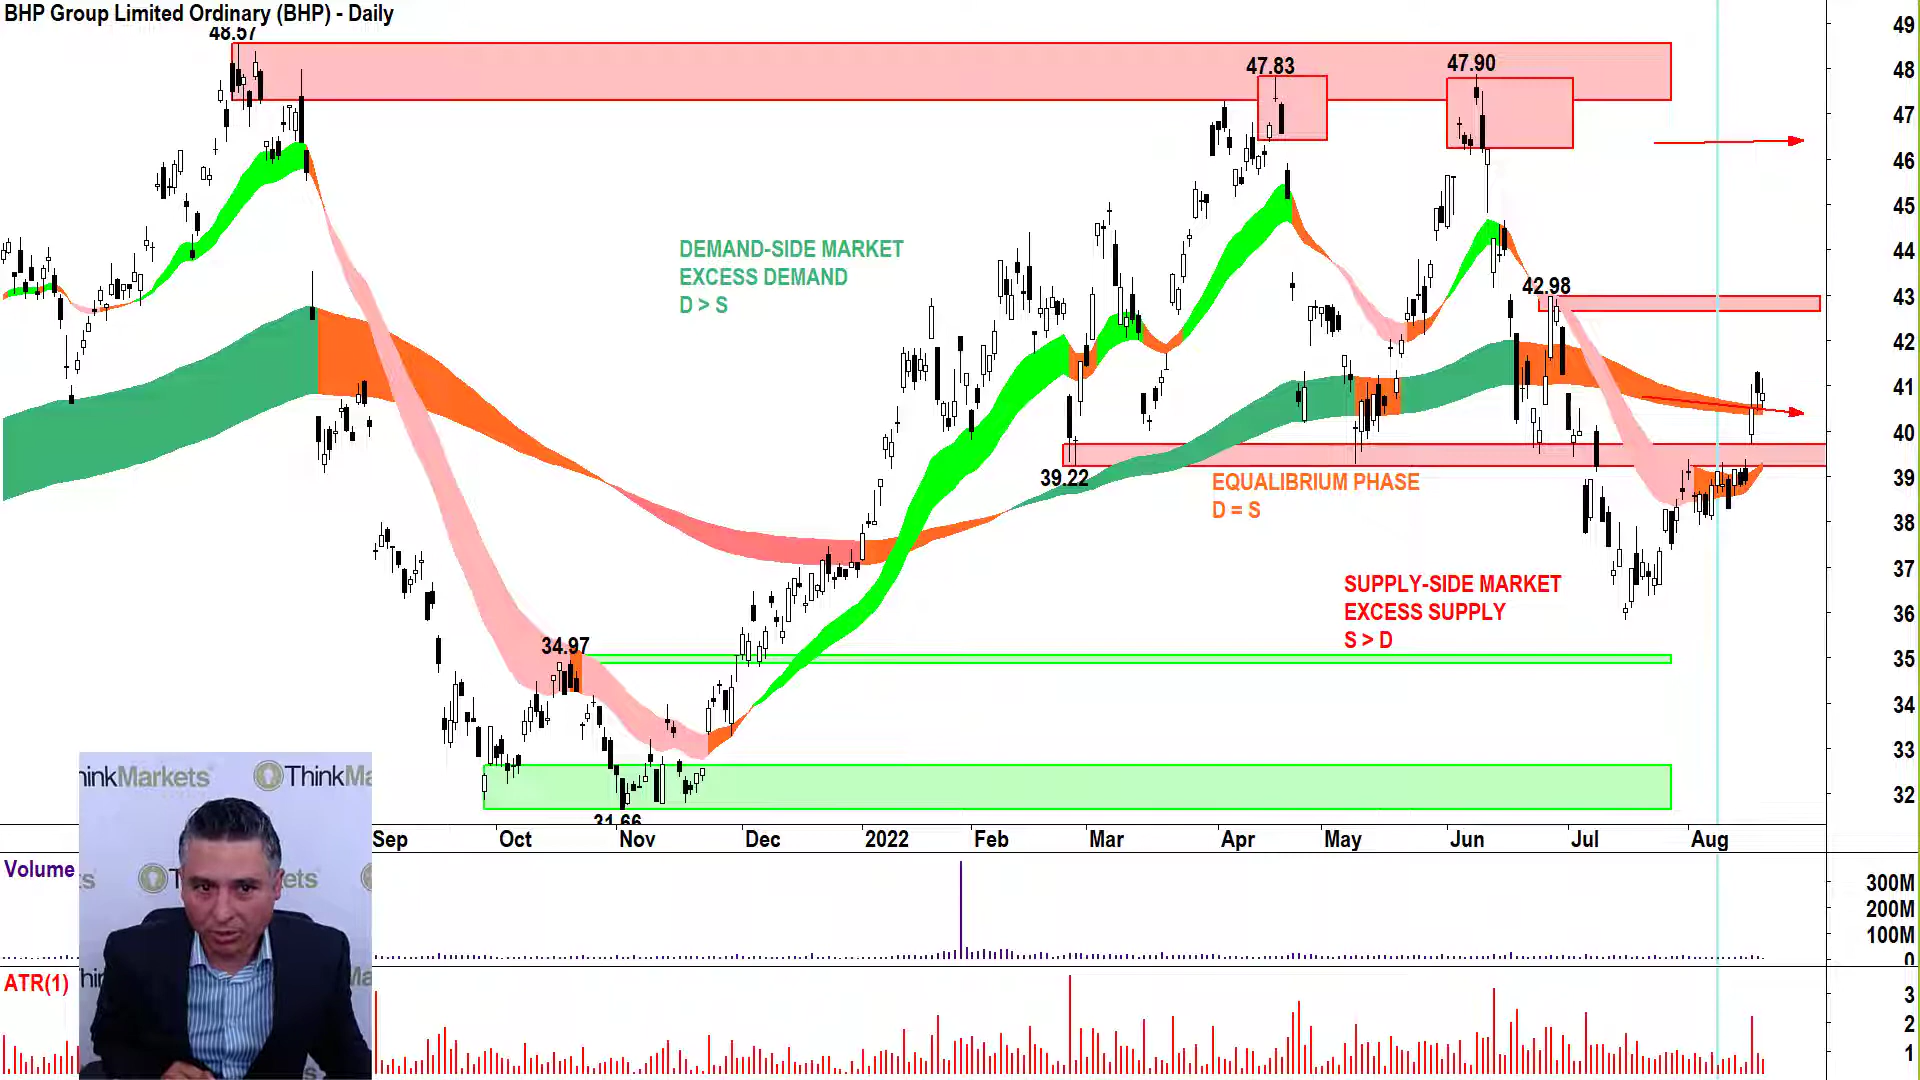 BHP Group Limited Ordinary (BHP) - Daily
48.57
47.83
47.90
49
48
47
46
45
44
43
42
41
40
39
38
37
36
35
34
33
32
DEMAND-SIDE MARKET
EXCESS DEMAND
D > S
42.98
39.22
EQUALIBRIUM PHASE
D = S
SUPPLY-SIDE MARKET
EXCESS SUPPLY
S > D
34.97
31.66
Sep Oct Nov Dec 2022 Feb Mar Apr May Jun Jul Aug
Volume
300M
200M
100M
0
ATR(1)
3
2
1
hinkMarkets ThinkMa